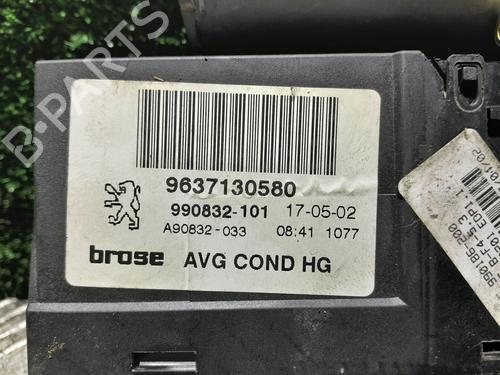 B-PARTS
9637130580
990832-101 17-05-02
A90832-033 08:41 1077
brose AVG COND HG